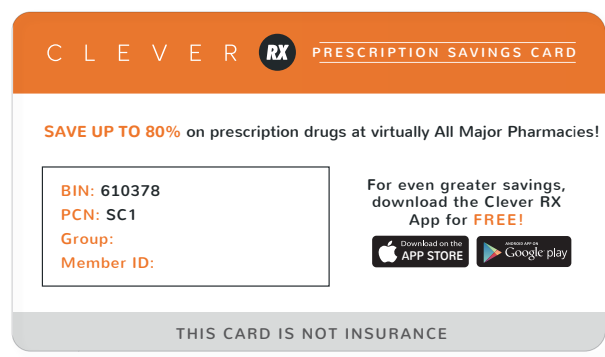 CLEVER RX PRESCRIPTION SAVINGS CARD
SAVE UP TO 80% on prescription drugs at virtually All Major Pharmacies!
BIN: 610378
PCN: SC1
Group:
Member ID:
For even greater savings,
download the Clever RX
App for FREE!
Download on the
APP STORE
ANDROID APP ON
Google play
THIS CARD IS NOT INSURANCE